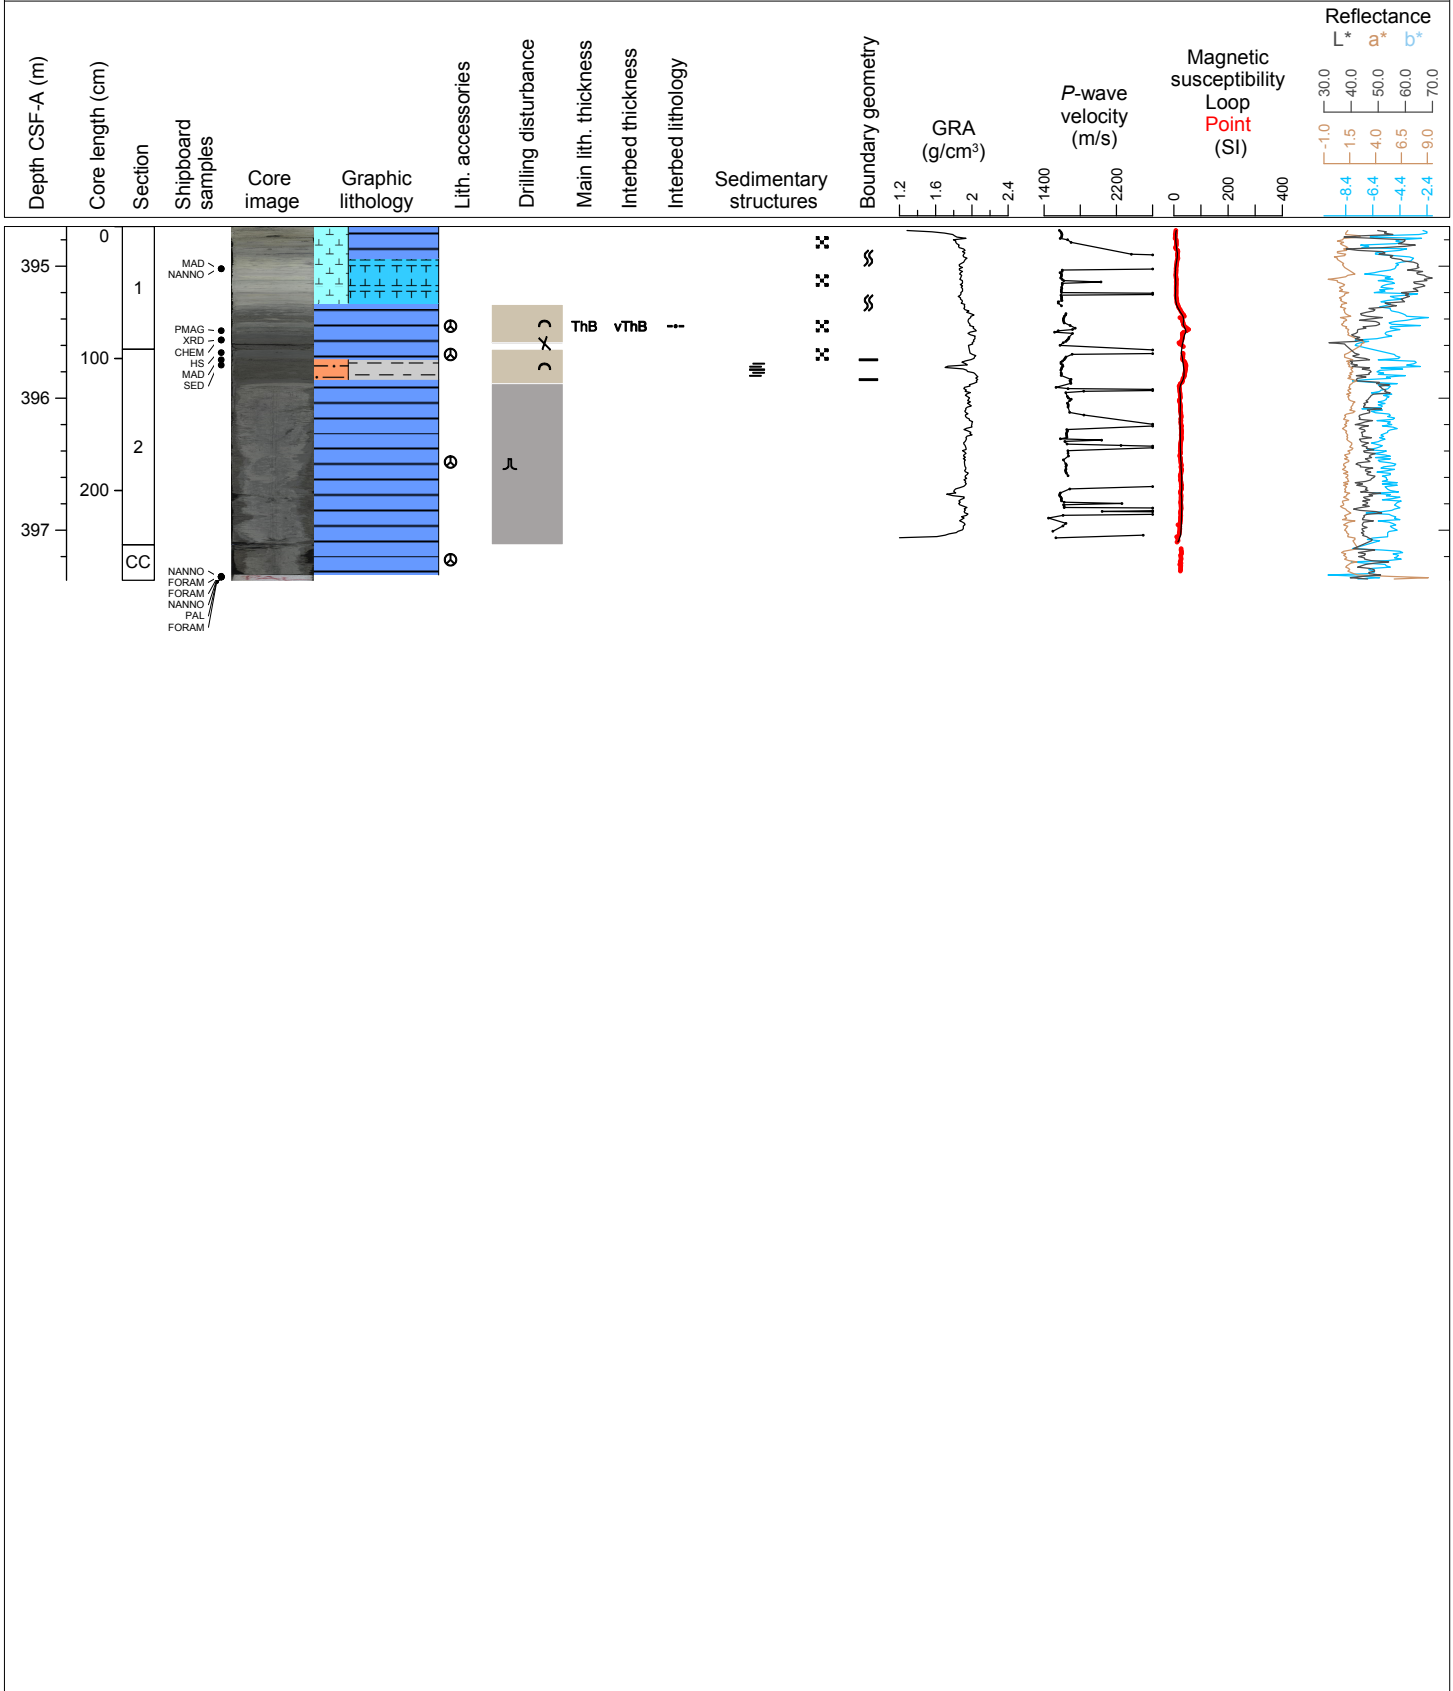 Depth CSF-A (m)
Core length (cm)
Section
Shipboard
samples
Core
image
Graphic
lithology
Lith. accessories
Drilling disturbance
Main lith. thickness
Interbed thickness
Interbed lithology
Sedimentary
structures
Boundary geometry
GRA
(g/cm³)
1.2
1.6
2
2.4
P-wave
velocity
(m/s)
1400
2200
Magnetic
susceptibility
Loop
Point
(SI)
0
200
400
Reflectance
L* a* b*
30.0
40.0
50.0
60.0
70.0
-1.0
1.5
4.0
6.5
9.0
-8.4
-6.4
-4.4
-2.4
395
396
397
0
100
200
1
2
CC
MAD
NANNO
PMAG
XRD
CHEM
HS
MAD
SED
NANNO
FORAM
FORAM
NANNO
PAL
FORAM
ThB
vThB